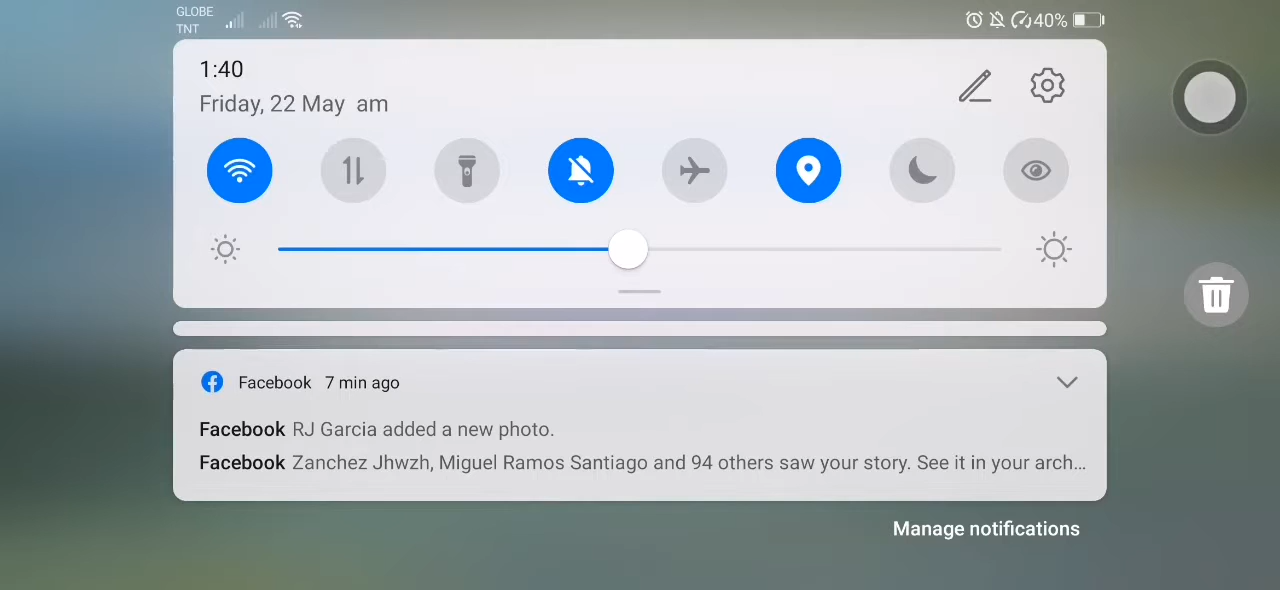 GLOBE
TNT
40%
1:40
Friday, 22 May am
Facebook 7 min ago
Facebook RJ Garcia added a new photo.
Facebook Zanchez Jhwzh, Miguel Ramos Santiago and 94 others saw your story. See it in your arch...
Manage notifications